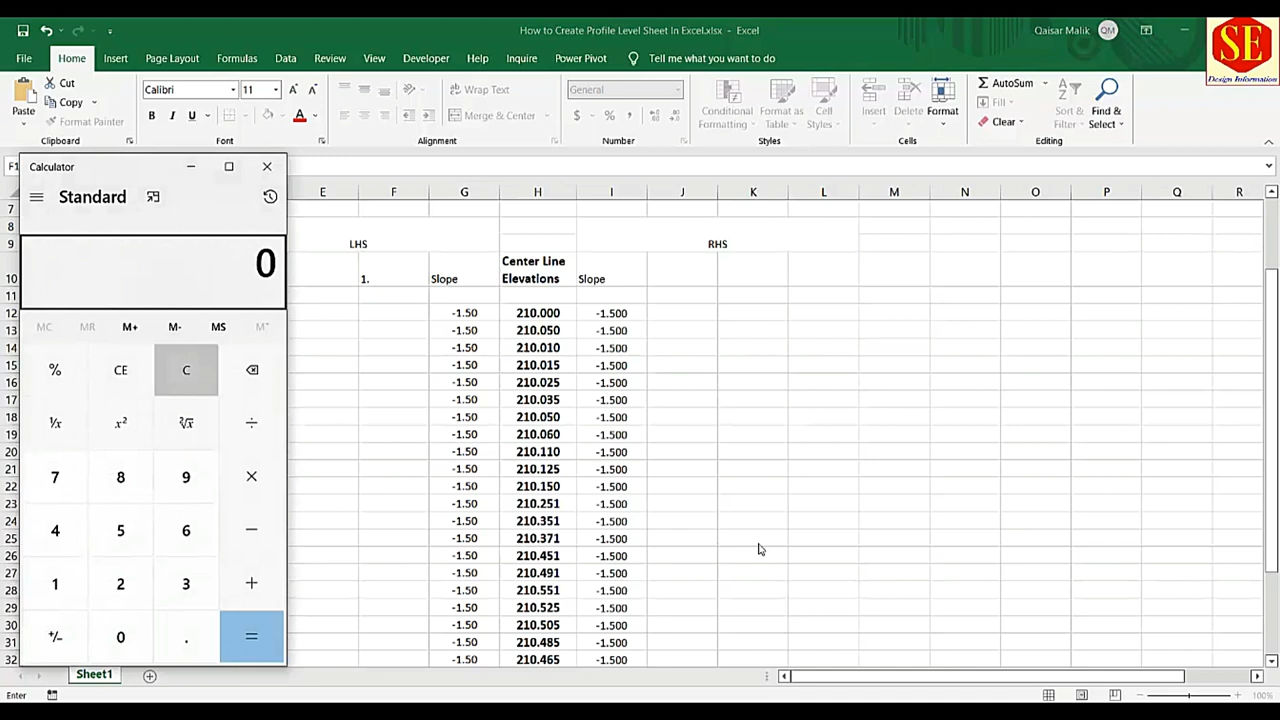 How to Create Profile Level Sheet In Excel.xlsx - Excel
Qaisar Malik QM
SE
Design Information
File Home Insert Page Layout Formulas Data Review View Developer Help Inquire Power Pivot Tell me what you want to do
Cut
Copy
Format Painter
Paste
Clipboard
Calibri 11
B I U
Font
Wrap Text
Merge & Center
Alignment
General
$ % ,
Number
Conditional Formatting
Format as Table
Cell Styles
Styles
Insert Delete Format
Cells
AutoSum
Fill
Clear
Sort & Filter
Find & Select
Editing
F1
Calculator
Standard
0
MC MR M+ M- MS M
% CE C
¹/x x² ²√x ÷
7 8 9 ×
4 5 6 −
1 2 3 +
+/- 0 . =
E F G H I J K L M N O P Q R
7
8
9 LHS RHS
10 1. Slope Center Line Elevations Slope
11
12 -1.50 210.000 -1.500
13 -1.50 210.050 -1.500
14 -1.50 210.010 -1.500
15 -1.50 210.015 -1.500
16 -1.50 210.025 -1.500
17 -1.50 210.035 -1.500
18 -1.50 210.050 -1.500
19 -1.50 210.060 -1.500
20 -1.50 210.110 -1.500
21 -1.50 210.125 -1.500
22 -1.50 210.150 -1.500
23 -1.50 210.251 -1.500
24 -1.50 210.351 -1.500
25 -1.50 210.371 -1.500
26 -1.50 210.451 -1.500
27 -1.50 210.491 -1.500
28 -1.50 210.551 -1.500
29 -1.50 210.525 -1.500
30 -1.50 210.505 -1.500
31 -1.50 210.485 -1.500
32 -1.50 210.465 -1.500
Sheet1
Enter
100%